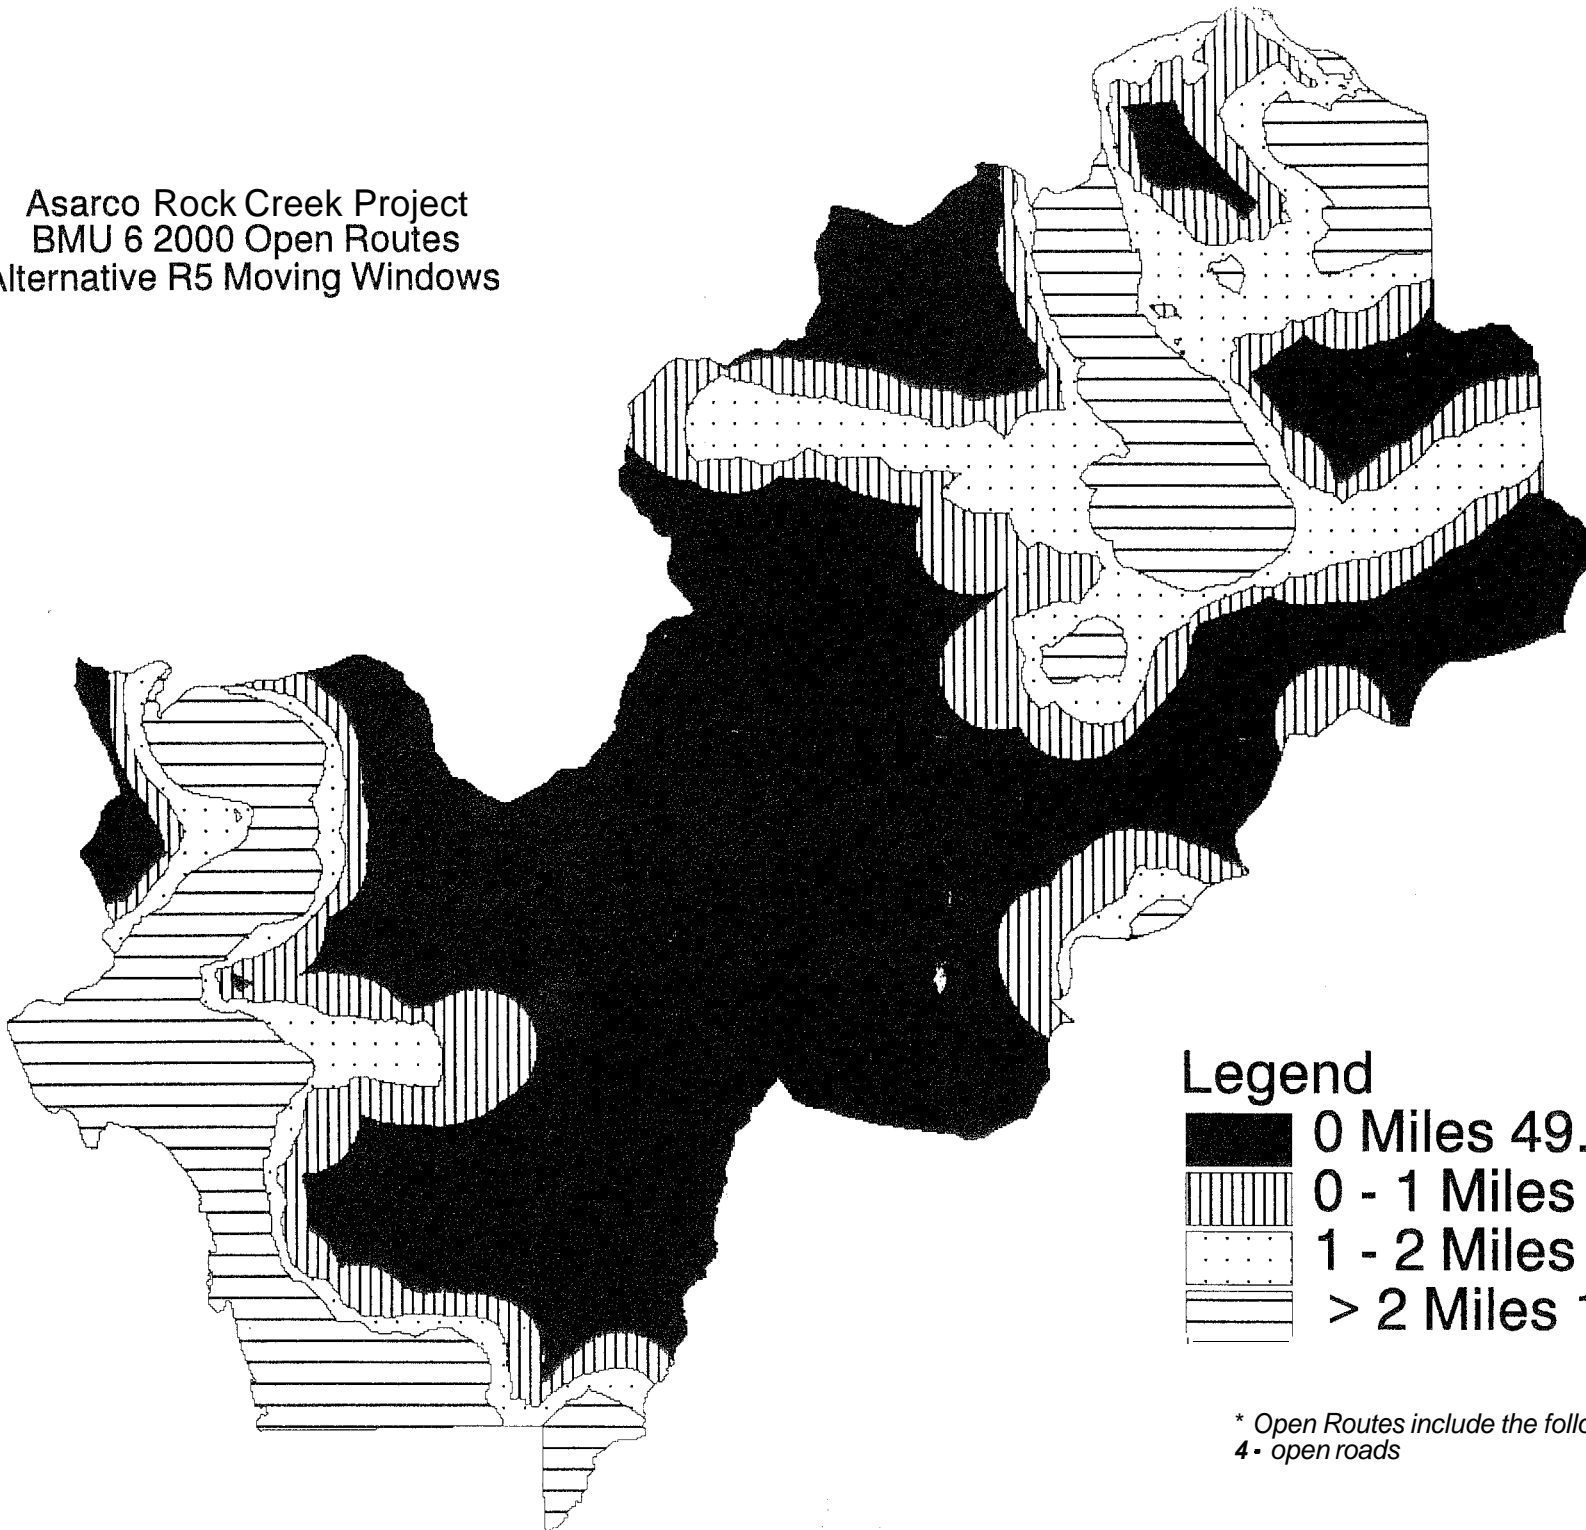 Asarco Rock Creek Project
BMU 6 2000 Open Routes
Alternative R5 Moving Windows
Legend
0 Miles 49.
0 - 1 Miles
1 - 2 Miles
> 2 Miles 1
* Open Routes include the follo
4 - open roads